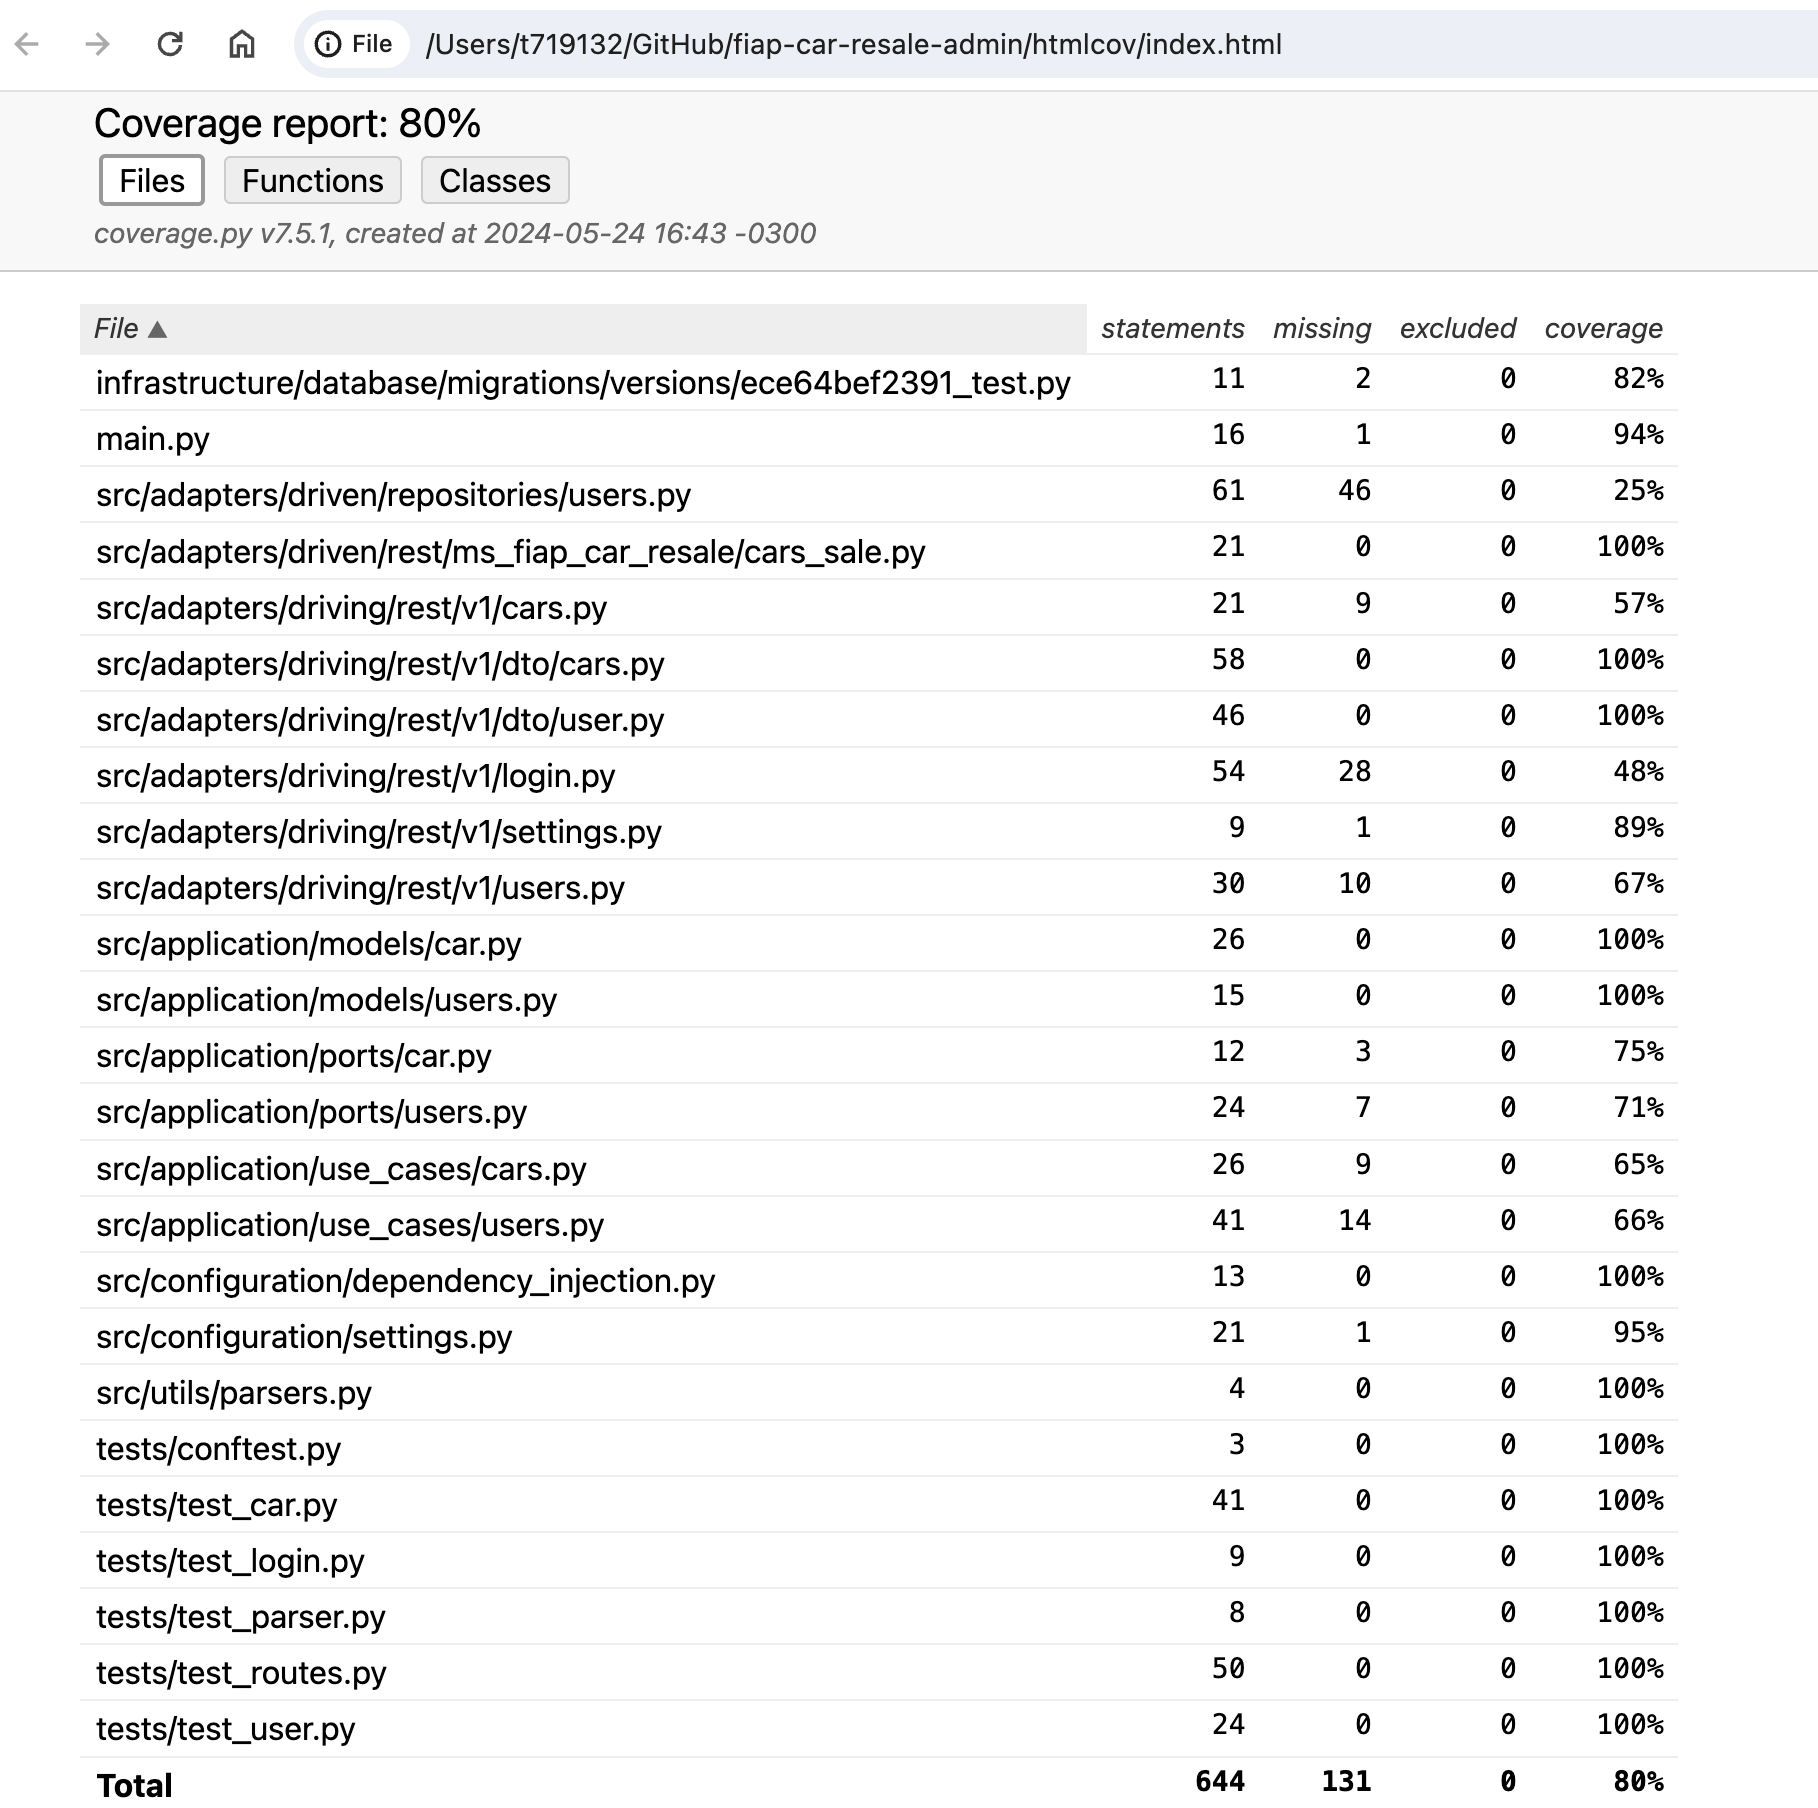 File /Users/t719132/GitHub/fiap-car-resale-admin/htmlcov/index.html
Coverage report: 80%
Files Functions Classes
coverage.py v7.5.1, created at 2024-05-24 16:43 -0300
File ▲ statements missing excluded coverage
infrastructure/database/migrations/versions/ece64bef2391_test.py 11 2 0 82%
main.py 16 1 0 94%
src/adapters/driven/repositories/users.py 61 46 0 25%
src/adapters/driven/rest/ms_fiap_car_resale/cars_sale.py 21 0 0 100%
src/adapters/driving/rest/v1/cars.py 21 9 0 57%
src/adapters/driving/rest/v1/dto/cars.py 58 0 0 100%
src/adapters/driving/rest/v1/dto/user.py 46 0 0 100%
src/adapters/driving/rest/v1/login.py 54 28 0 48%
src/adapters/driving/rest/v1/settings.py 9 1 0 89%
src/adapters/driving/rest/v1/users.py 30 10 0 67%
src/application/models/car.py 26 0 0 100%
src/application/models/users.py 15 0 0 100%
src/application/ports/car.py 12 3 0 75%
src/application/ports/users.py 24 7 0 71%
src/application/use_cases/cars.py 26 9 0 65%
src/application/use_cases/users.py 41 14 0 66%
src/configuration/dependency_injection.py 13 0 0 100%
src/configuration/settings.py 21 1 0 95%
src/utils/parsers.py 4 0 0 100%
tests/conftest.py 3 0 0 100%
tests/test_car.py 41 0 0 100%
tests/test_login.py 9 0 0 100%
tests/test_parser.py 8 0 0 100%
tests/test_routes.py 50 0 0 100%
tests/test_user.py 24 0 0 100%
Total 644 131 0 80%